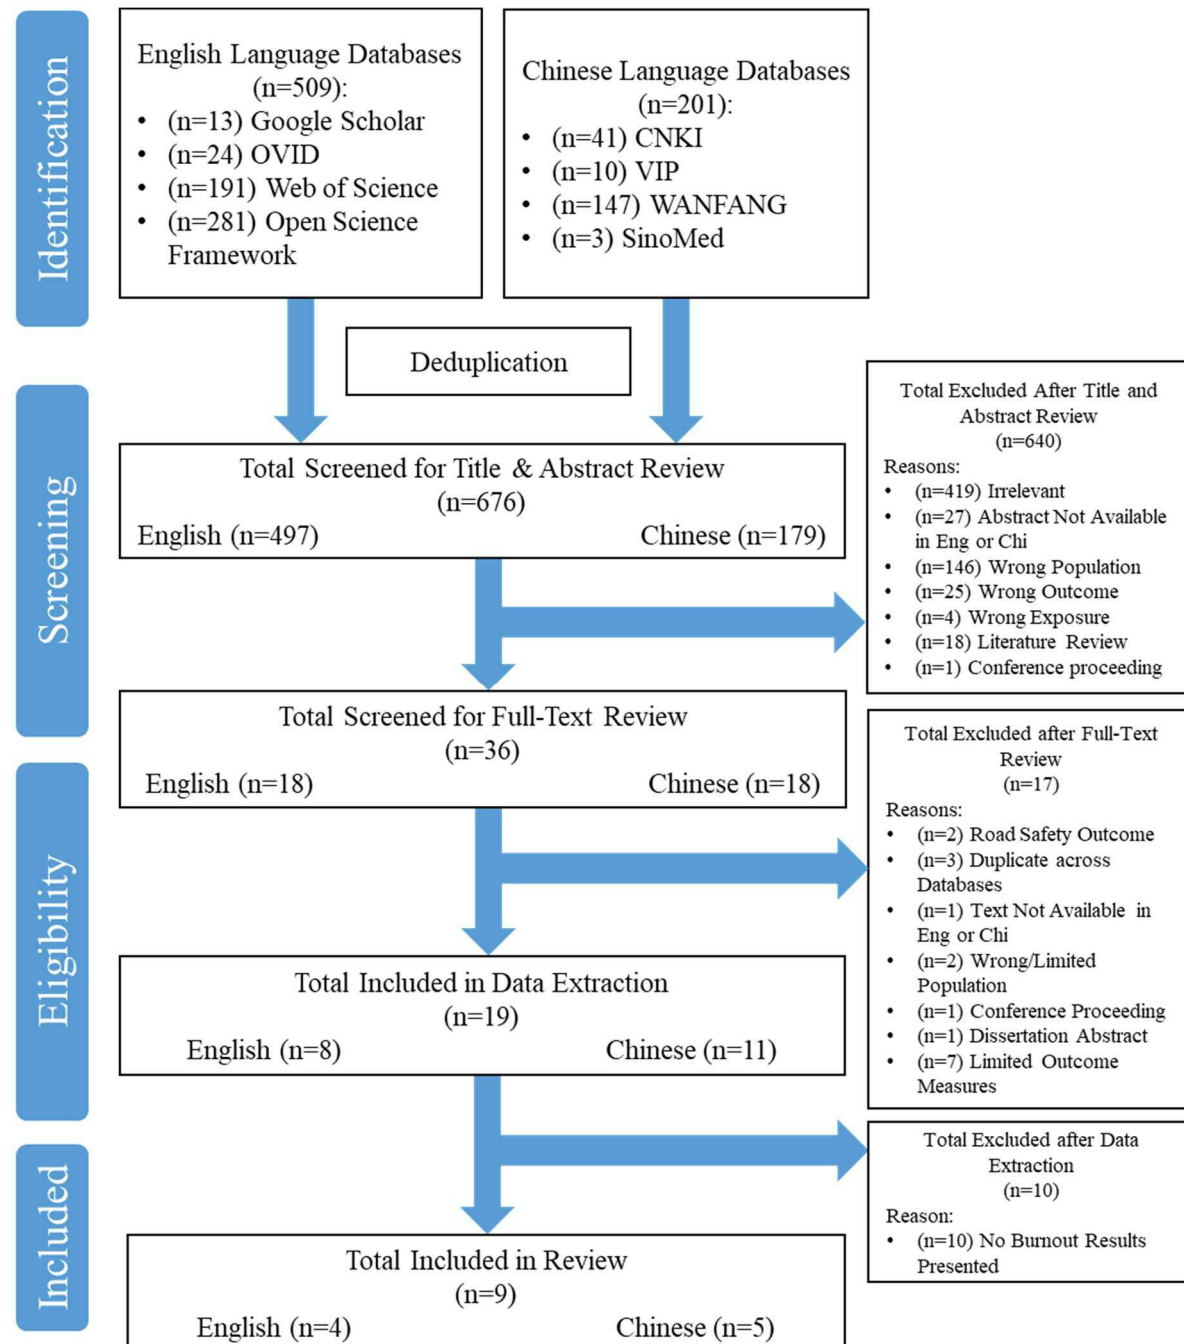 Identification
English Language Databases
(n=509):
• (n=13) Google Scholar
• (n=24) OVID
• (n=191) Web of Science
• (n=281) Open Science
Framework
Chinese Language Databases
(n=201):
• (n=41) CNKI
• (n=10) VIP
• (n=147) WANFANG
• (n=3) SinoMed
Deduplication
Screening
Total Screened for Title & Abstract Review
(n=676)
English (n=497) Chinese (n=179)
Total Excluded After Title and
Abstract Review
(n=640)
Reasons:
• (n=419) Irrelevant
• (n=27) Abstract Not Available
in Eng or Chi
• (n=146) Wrong Population
• (n=25) Wrong Outcome
• (n=4) Wrong Exposure
• (n=18) Literature Review
• (n=1) Conference proceeding
Total Screened for Full-Text Review
(n=36)
English (n=18) Chinese (n=18)
Eligibility
Total Excluded after Full-Text
Review
(n=17)
Reasons:
• (n=2) Road Safety Outcome
• (n=3) Duplicate across
Databases
• (n=1) Text Not Available in
Eng or Chi
• (n=2) Wrong/Limited
Population
• (n=1) Conference Proceeding
• (n=1) Dissertation Abstract
• (n=7) Limited Outcome
Measures
Total Included in Data Extraction
(n=19)
English (n=8) Chinese (n=11)
Included
Total Excluded after Data
Extraction
(n=10)
Reason:
• (n=10) No Burnout Results
Presented
Total Included in Review
(n=9)
English (n=4) Chinese (n=5)